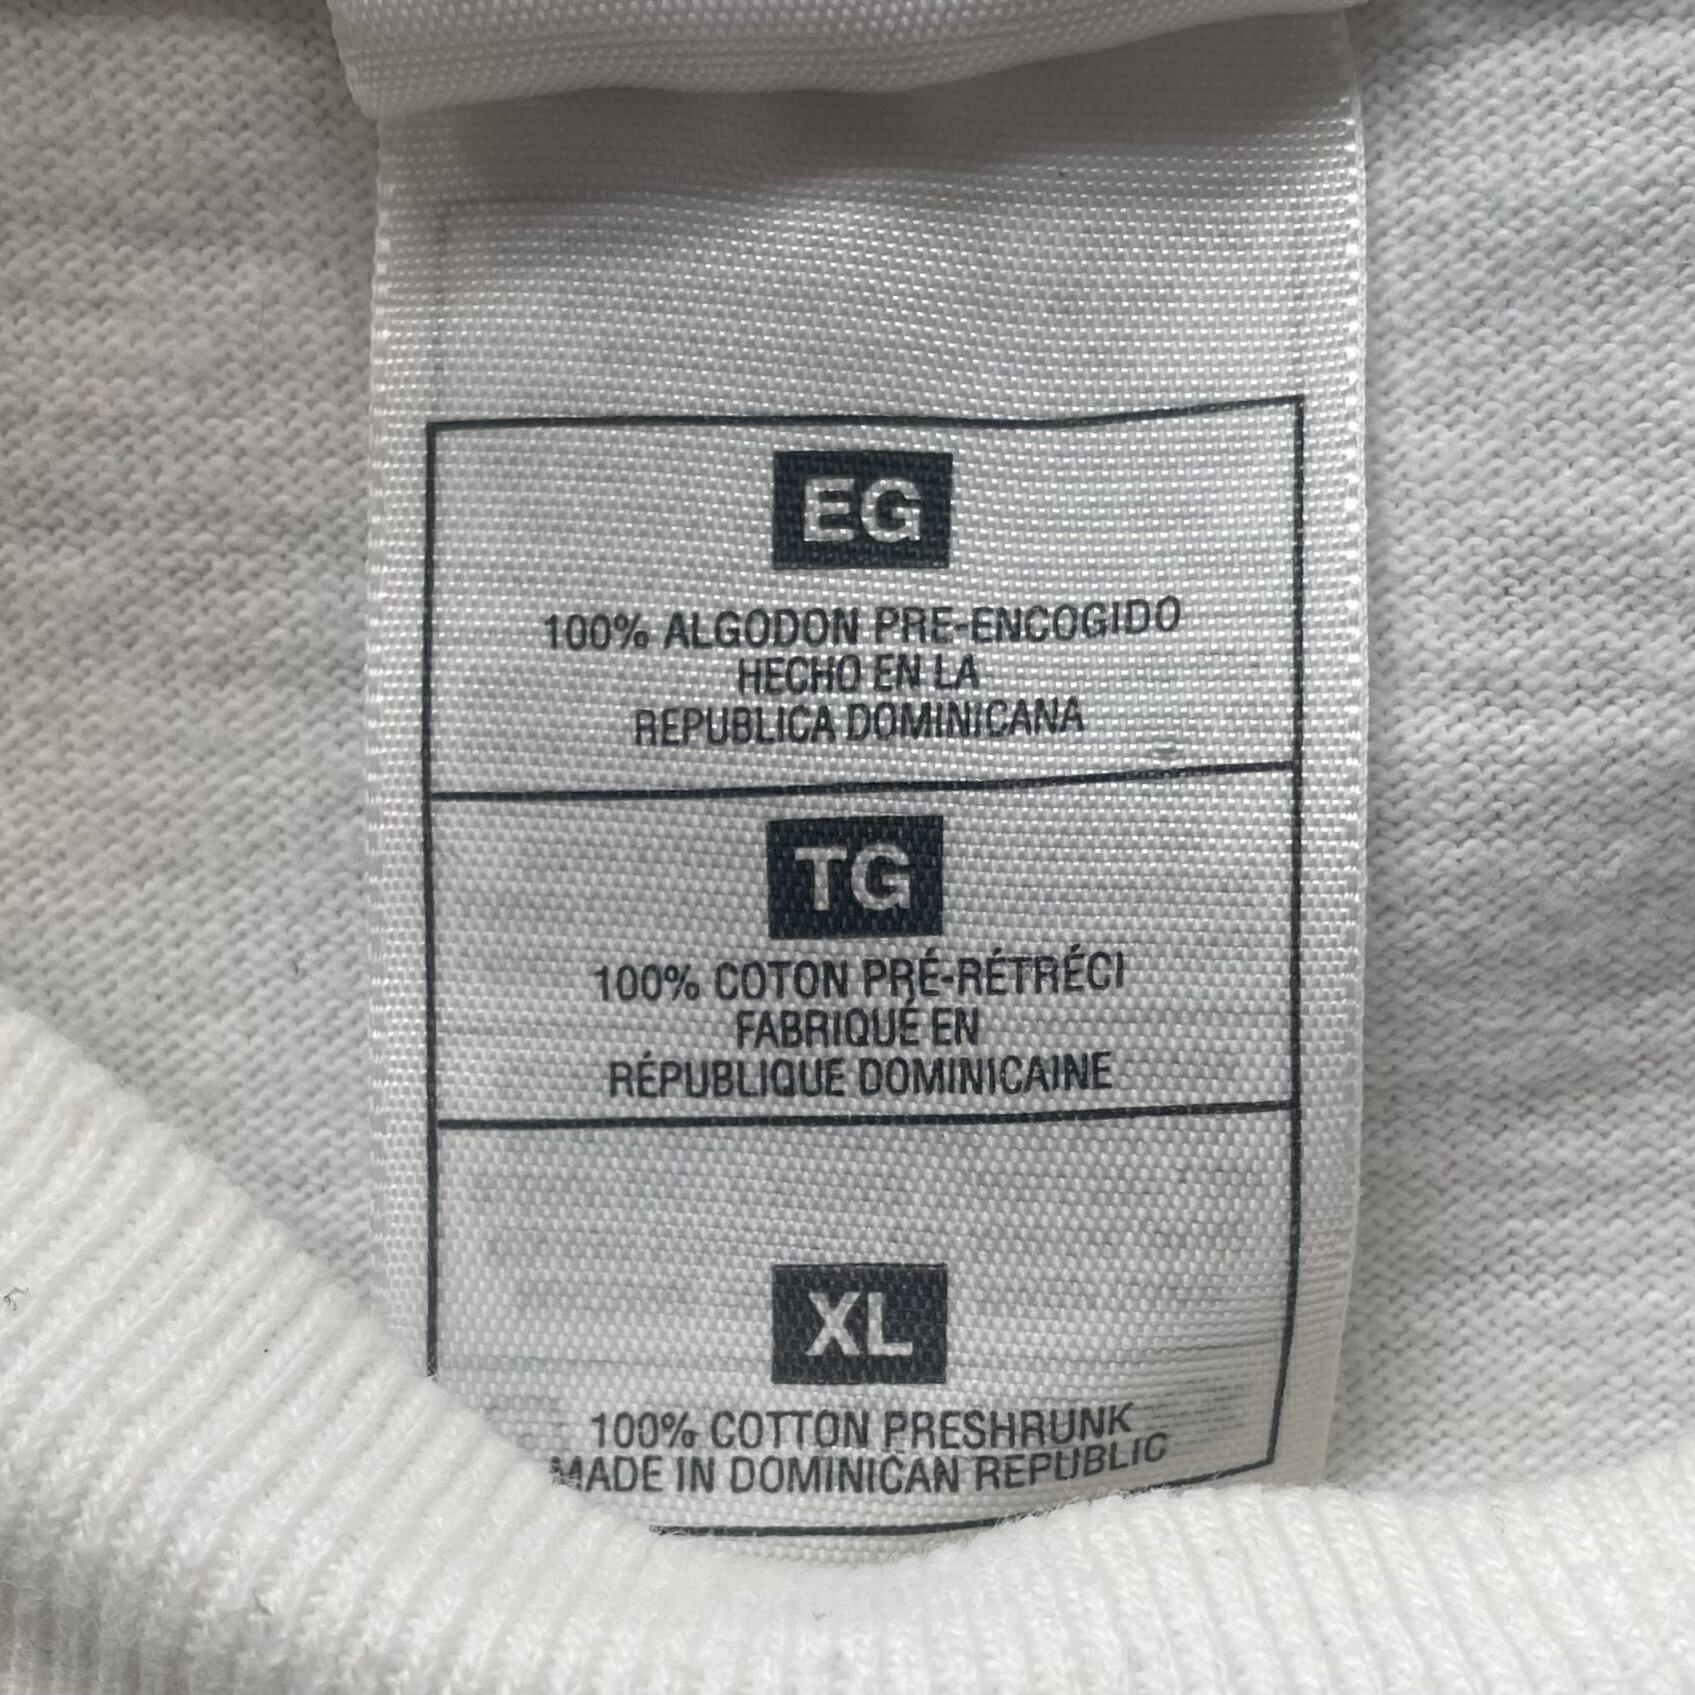 EG
100% ALGODON PRE-ENCOGIDO
HECHO EN LA
REPUBLICA DOMINICANA
TG
100% COTON PRÉ-RÉTRÉCI
FABRIQUÉ EN
RÉPUBLIQUE DOMINICAINE
XL
100% COTTON PRESHRUNK
MADE IN DOMINICAN REPUBLIC